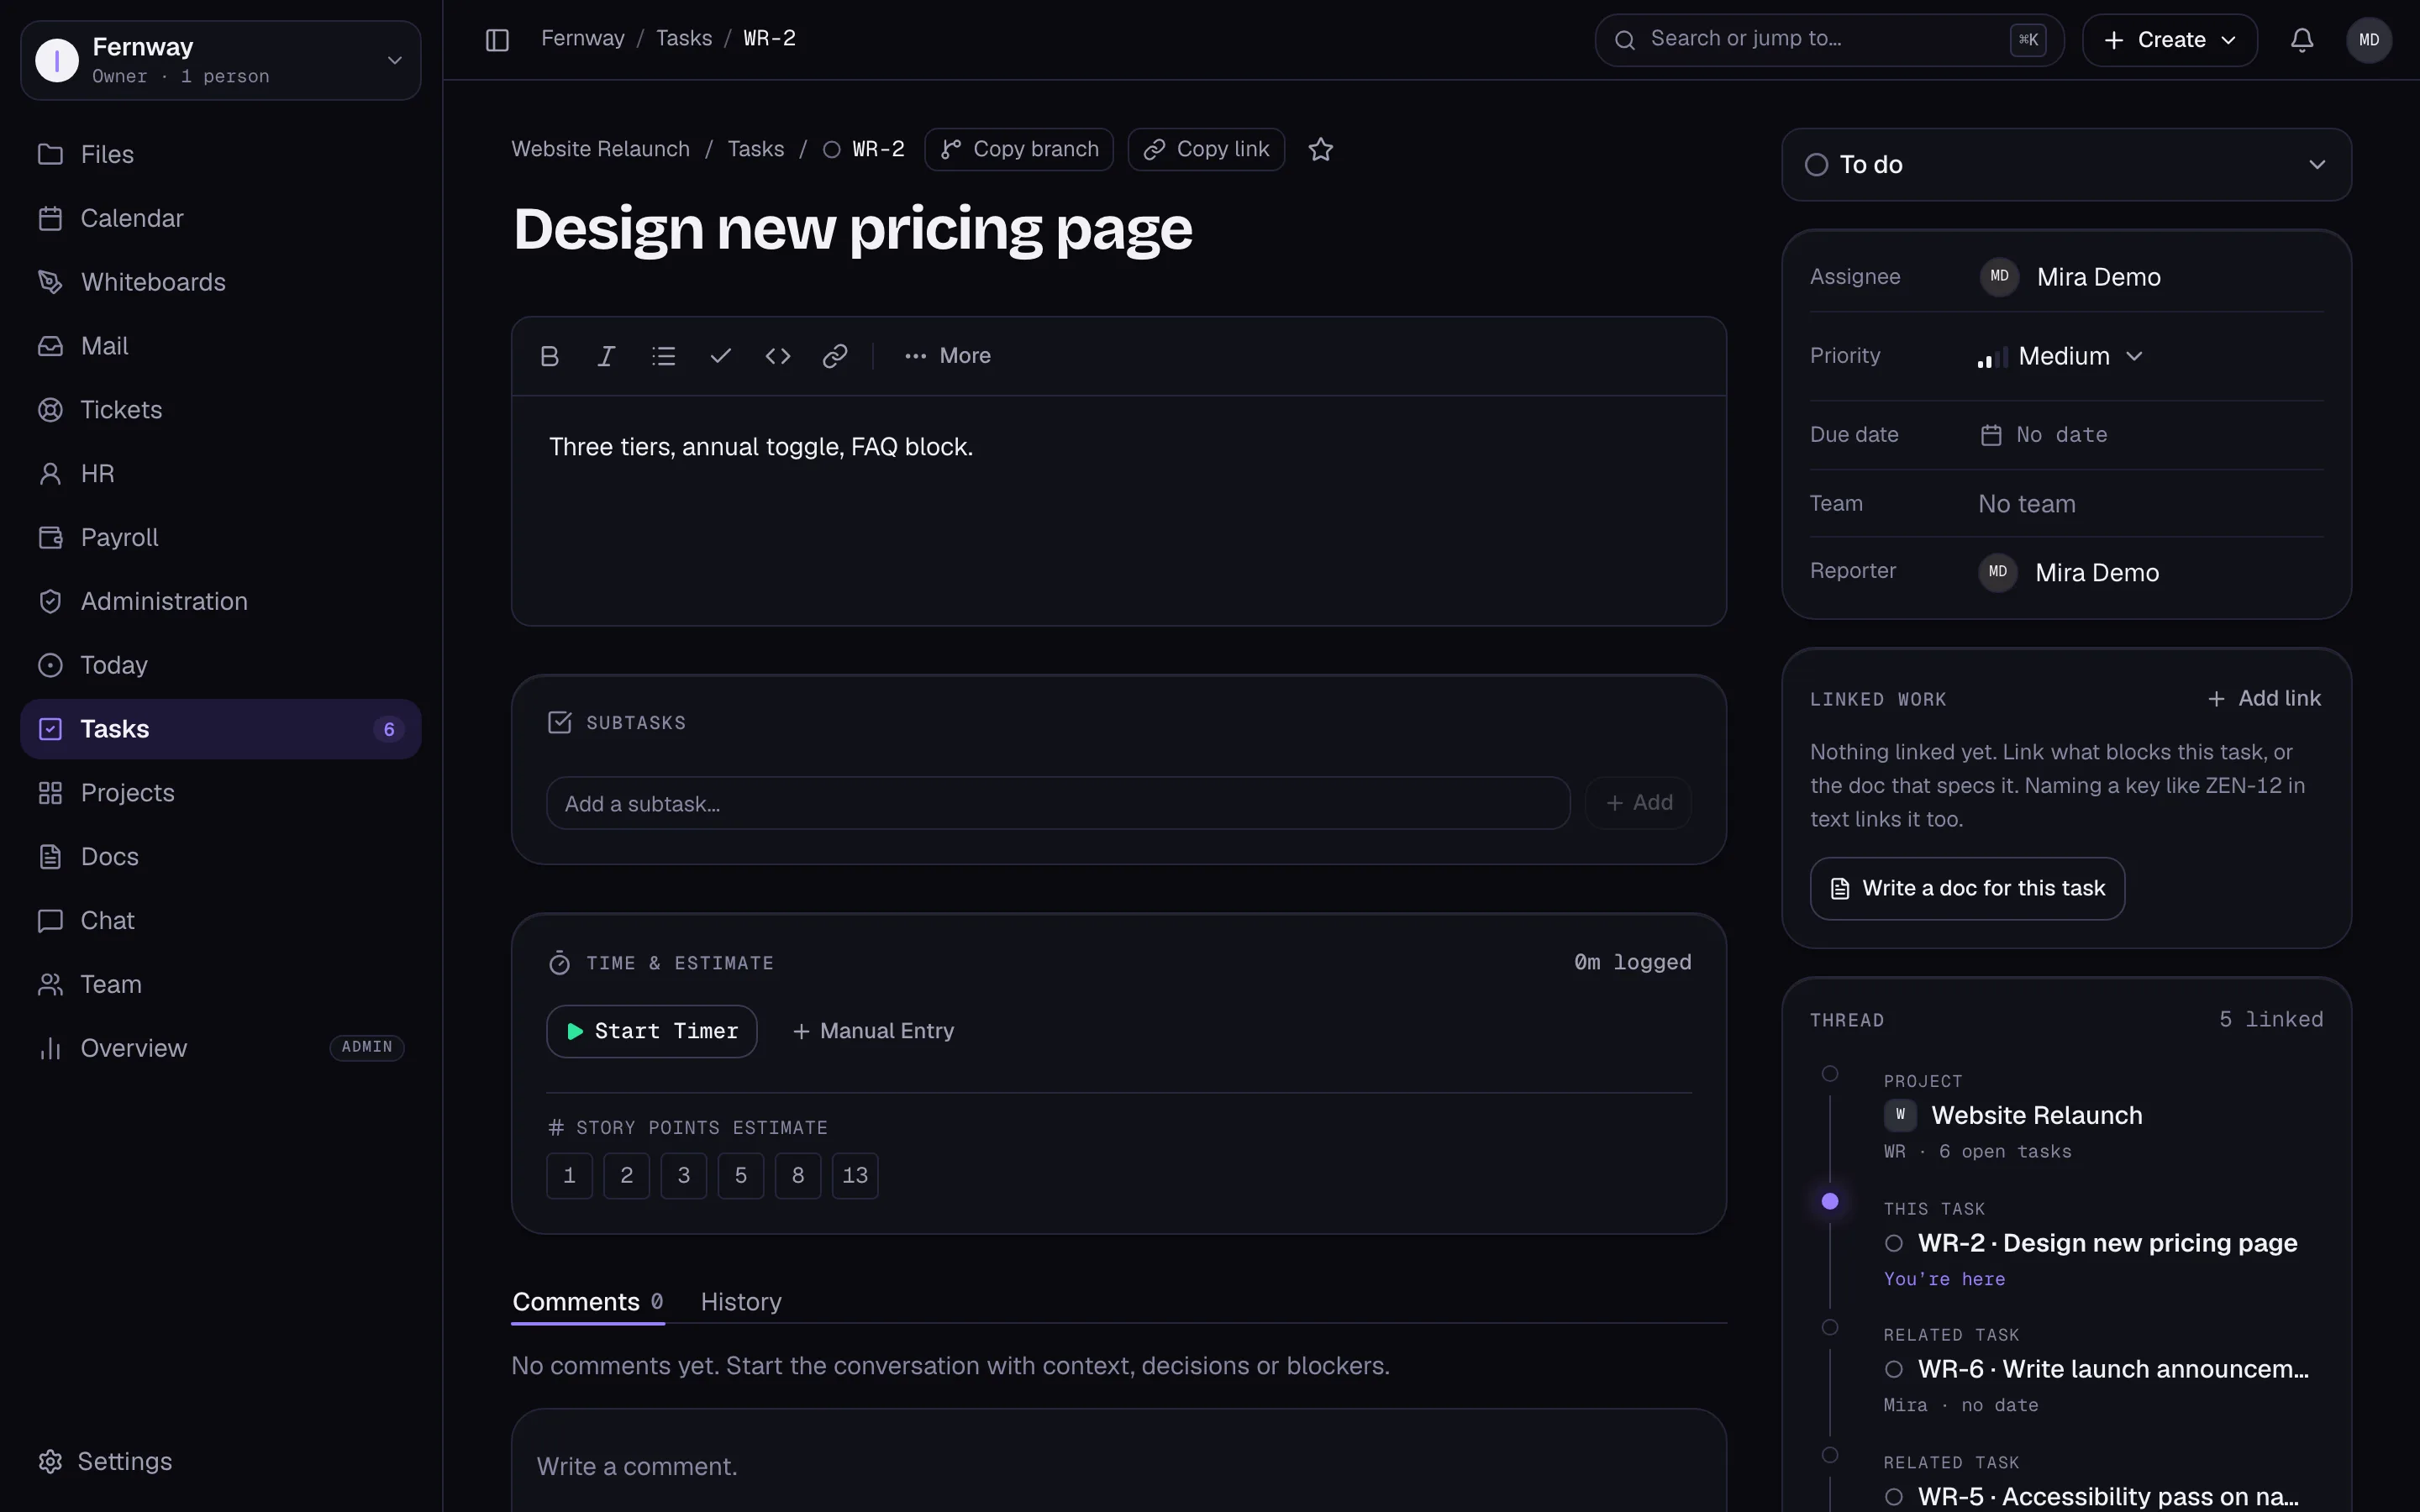 Fernway
Owner · 1 person
Files
Calendar
Whiteboards
Mail
Tickets
HR
Payroll
Administration
Today
Tasks 6
Projects
Docs
Chat
Team
Overview ADMIN
Settings
Fernway / Tasks / WR-2
Search or jump to... ⌘K
Create
MD
Website Relaunch / Tasks / WR-2 Copy branch Copy link
Design new pricing page
More
Three tiers, annual toggle, FAQ block.
SUBTASKS
Add a subtask...
Add
TIME & ESTIMATE 0m logged
Start Timer Manual Entry
# STORY POINTS ESTIMATE
1 2 3 5 8 13
Comments 0 History
No comments yet. Start the conversation with context, decisions or blockers.
Write a comment.
To do
Assignee MD Mira Demo
Priority Medium
Due date No date
Team No team
Reporter MD Mira Demo
LINKED WORK + Add link
Nothing linked yet. Link what blocks this task, or
the doc that specs it. Naming a key like ZEN-12 in
text links it too.
Write a doc for this task
THREAD 5 linked
PROJECT
W Website Relaunch
WR · 6 open tasks
THIS TASK
WR-2 · Design new pricing page
You're here
RELATED TASK
WR-6 · Write launch announcem...
Mira · no date
RELATED TASK
WR-5 · Accessibility pass on na...